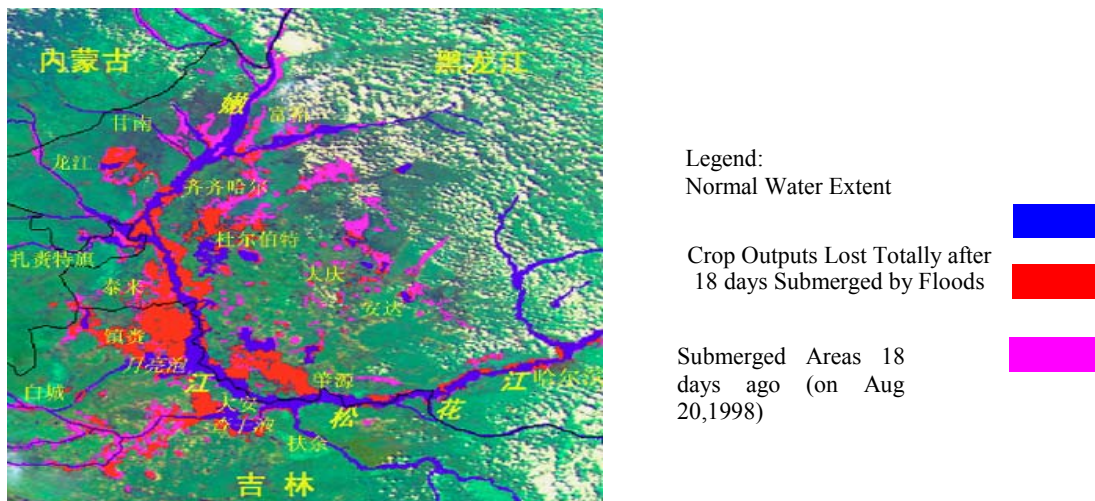 内蒙古
黑龙江
嫩
富裕
甘南
龙江
齐齐哈尔
杜尔伯特
扎赉特旗
泰来
大庆
安达
镇赉
月亮泡
白城
江
肇源
江
哈尔滨
大安
松
花
查干泡
扶余
吉林
Legend:
Normal Water Extent
Crop Outputs Lost Totally after
18 days Submerged by Floods
Submerged Areas 18
days ago (on Aug
20,1998)